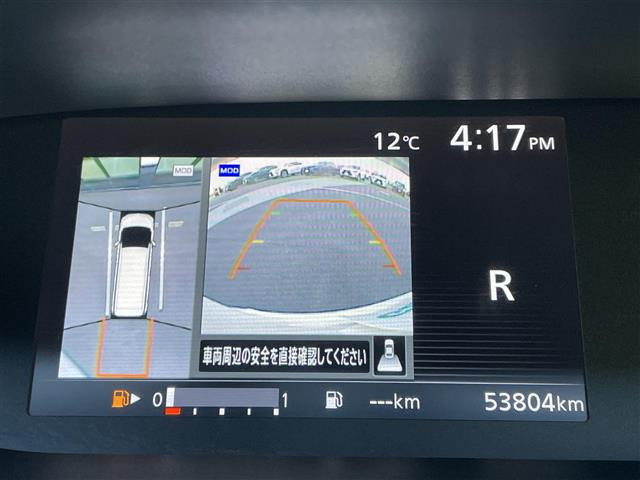 12℃ 4:17PM
MOD MOD
R
車両周辺の安全を直接確認してください
0 1 ---km 53804km